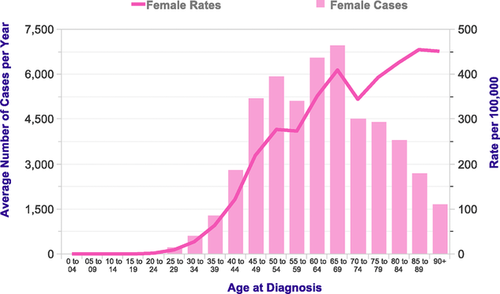 Female Rates Female Cases
Average Number of Cases per Year
7,500
6,000
4,500
3,000
1,500
0
500
400
300
200
100
0
Rate per 100,000
0 to 04
05 to 09
10 to 14
15 to 19
20 to 24
25 to 29
30 to 34
35 to 39
40 to 44
45 to 49
50 to 54
55 to 59
60 to 64
65 to 69
70 to 74
75 to 79
80 to 84
85 to 89
90+
Age at Diagnosis